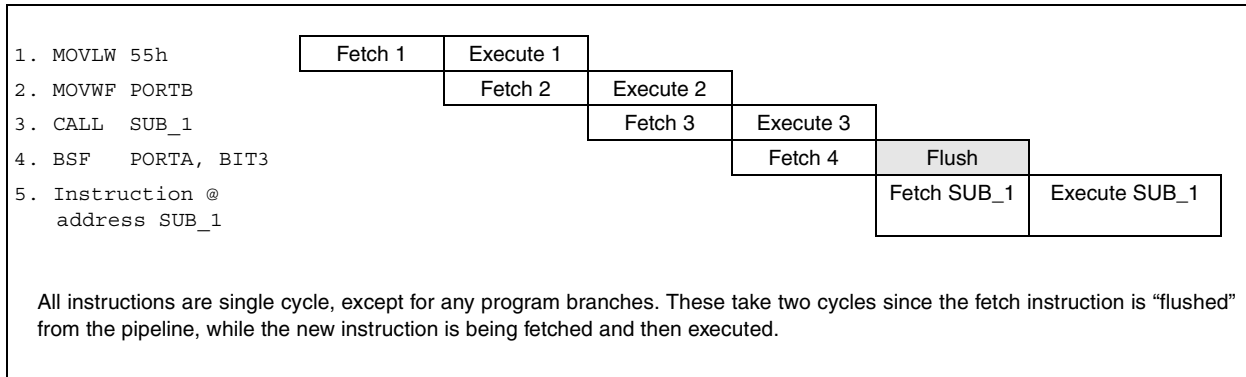 1. MOVLW 55h Fetch 1 Execute 1
2. MOVWF PORTB Fetch 2 Execute 2
3. CALL SUB_1 Fetch 3 Execute 3
4. BSF PORTA, BIT3 Fetch 4 Flush
5. Instruction @ Fetch SUB_1 Execute SUB_1
address SUB_1
All instructions are single cycle, except for any program branches. These take two cycles since the fetch instruction is “flushed”
from the pipeline, while the new instruction is being fetched and then executed.